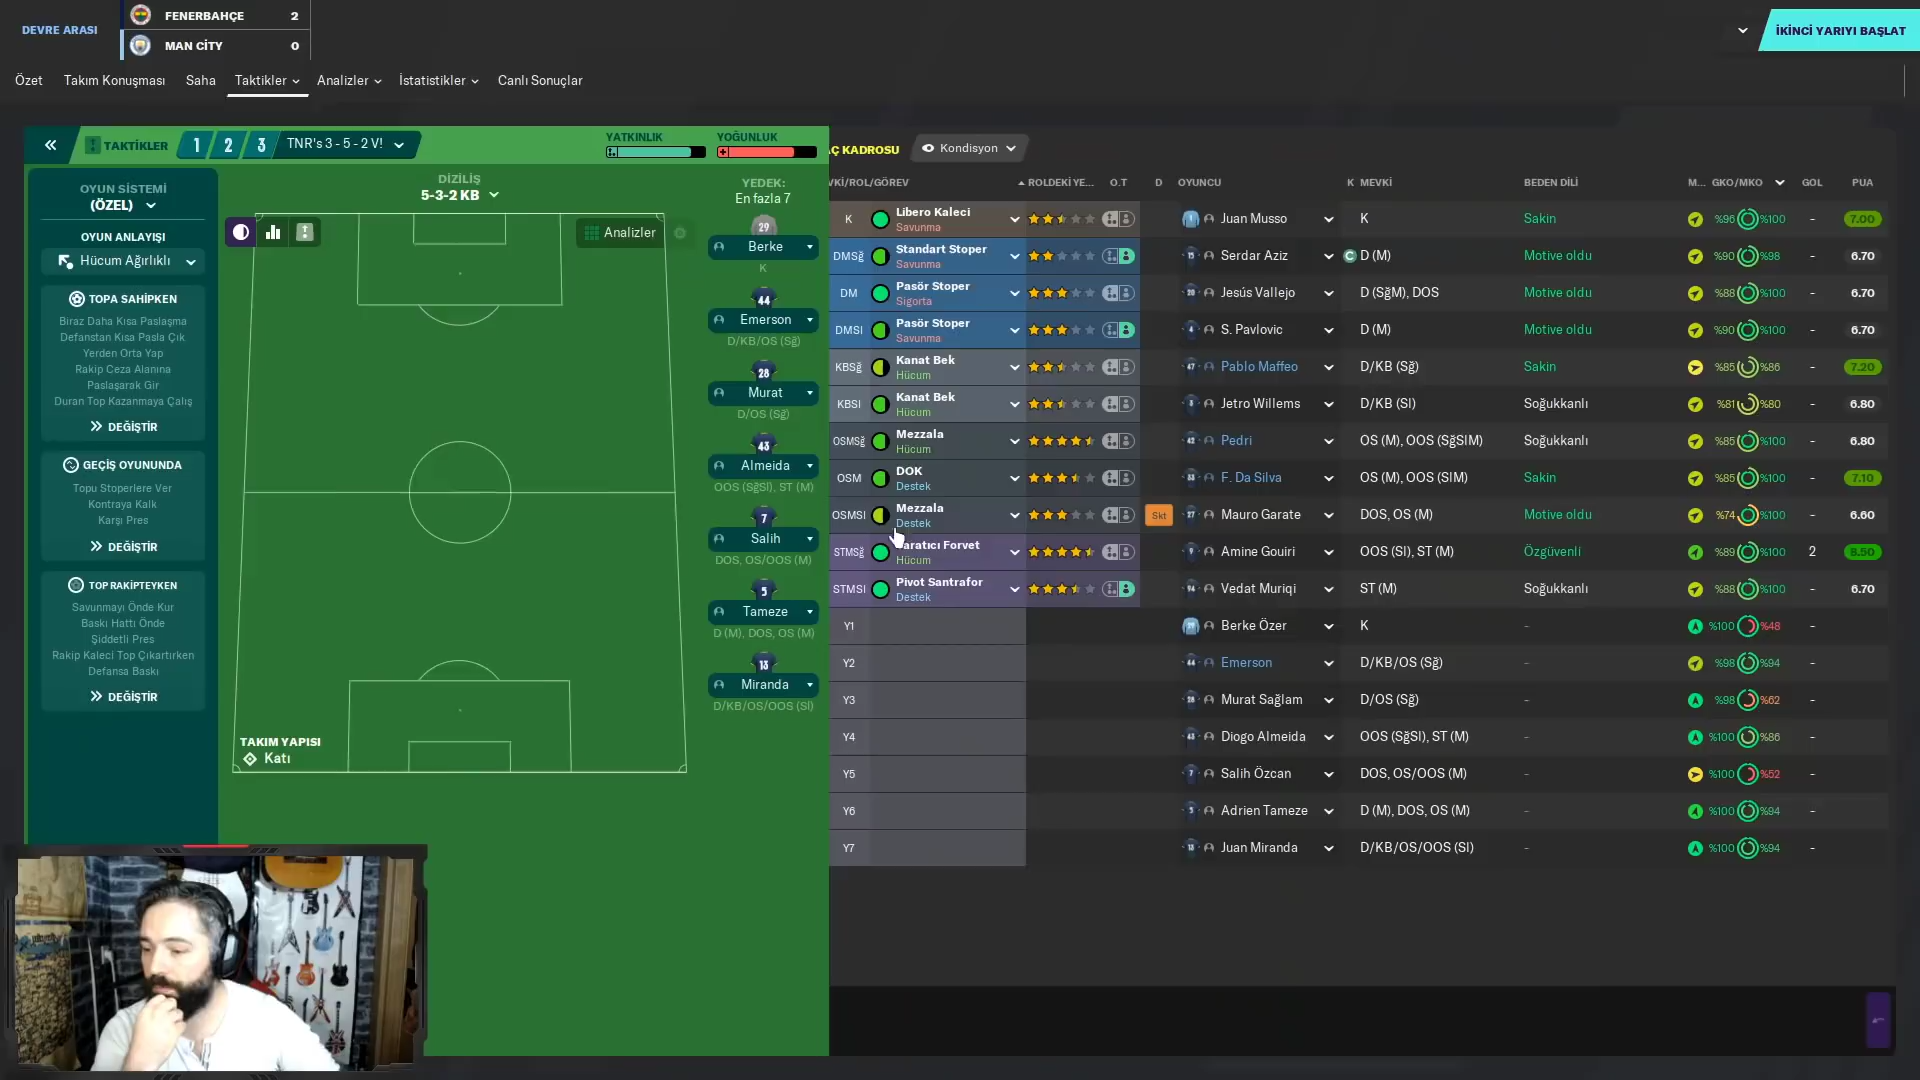 DEVRE ARASI
FENERBAHÇE 2
MAN CITY 0
İKİNCİ YARIYI BAŞLAT
Özet Takım Konuşması Saha Taktikler Analizler İstatistikler Canlı Sonuçlar
TAKTİKLER 1 2 3 TNR's 3 - 5 - 2 V!
YATKINLIK
YOĞUNLUK
OYUN SİSTEMİ
(ÖZEL)
OYUN ANLAYIŞI
Hücum Ağırlıklı
TOPA SAHİPKEN
Biraz Daha Kısa Paslaşma
Defanstan Kısa Pasla Çık
Yerden Orta Yap
Rakip Ceza Alanına
Paslaşarak Gir
Duran Top Kazanmaya Çalış
DEĞİŞTİR
GEÇİŞ OYUNUNDA
Topu Stoperlere Ver
Kontraya Kalk
Karşı Pres
DEĞİŞTİR
TOP RAKİPTEYKEN
Savunmayı Önde Kur
Baskı Hattı Önde
Şiddetli Pres
Rakip Kaleci Top Çıkartırken
Defansa Baskı
DEĞİŞTİR
DİZİLİŞ
5-3-2 KB
Analizler
TAKIM YAPISI
Katı
YEDEK:
En fazla 7
29
Berke
K
44
Emerson
D/KB/OS (Sğ)
28
Murat
D/OS (Sğ)
43
Almeida
OOS (SğSl), ST (M)
7
Salih
DOS, OS/OOS (M)
5
Tameze
D (M), DOS, OS (M)
13
Miranda
D/KB/OS/OOS (Sl)
AÇ KADROSU Kondisyon
VKİ/ROL/GÖREV ROLDEKİ YE... O.T D OYUNCU K MEVKİ BEDEN DİLİ M... GKO/MKO GOL PUA
K Libero Kaleci Savunma Juan Musso K Sakin %96 %100 - 7.00
DMSğ Standart Stoper Savunma Serdar Aziz C D (M) Motive oldu %90 %98 - 6.70
DM Pasör Stoper Sigorta Jesús Vallejo D (SğM), DOS Motive oldu %88 %100 - 6.70
DMSl Pasör Stoper Savunma S. Pavlovic D (M) Motive oldu %90 %100 - 6.70
KBSğ Kanat Bek Hücum Pablo Maffeo D/KB (Sğ) Sakin %85 %86 - 7.20
KBSl Kanat Bek Hücum Jetro Willems D/KB (Sl) Soğukkanlı %81 %80 - 6.80
OSMSğ Mezzala Hücum Pedri OS (M), OOS (SğSlM) Soğukkanlı %85 %100 - 6.80
OSM DOK Destek F. Da Silva OS (M), OOS (SlM) Sakin %85 %100 - 7.10
OSMSl Mezzala Destek Skt Mauro Garate DOS, OS (M) Motive oldu %74 %100 - 6.60
STMSğ aratıcı Forvet Hücum Amine Gouiri OOS (Sl), ST (M) Özgüvenli %89 %100 2 8.50
STMSl Pivot Santrafor Destek Vedat Muriqi ST (M) Soğukkanlı %88 %100 - 6.70
Y1 Berke Özer K - %100 %48 -
Y2 Emerson D/KB/OS (Sğ) - %98 %94 -
Y3 Murat Sağlam D/OS (Sğ) - %98 %62 -
Y4 Diogo Almeida OOS (SğSl), ST (M) - %100 %86 -
Y5 Salih Özcan DOS, OS/OOS (M) - %100 %52 -
Y6 Adrien Tameze D (M), DOS, OS (M) - %100 %94 -
Y7 Juan Miranda D/KB/OS/OOS (Sl) - %100 %94 -